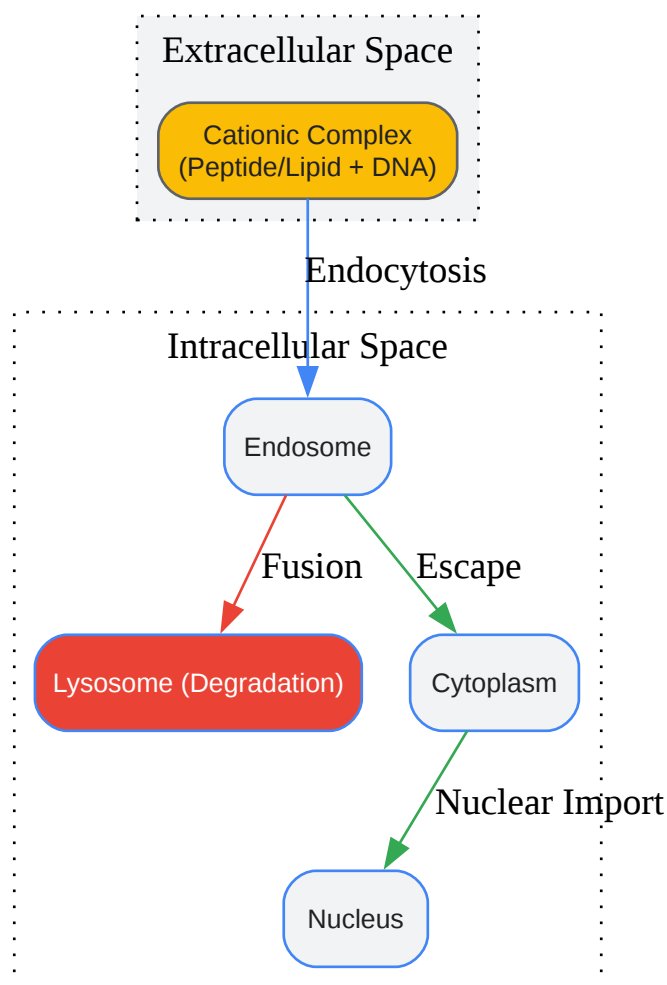 Extracellular Space
Cationic Complex
(Peptide/Lipid + DNA)
Endocytosis
Intracellular Space
Endosome
Fusion
Escape
Lysosome (Degradation)
Cytoplasm
Nuclear Import
Nucleus